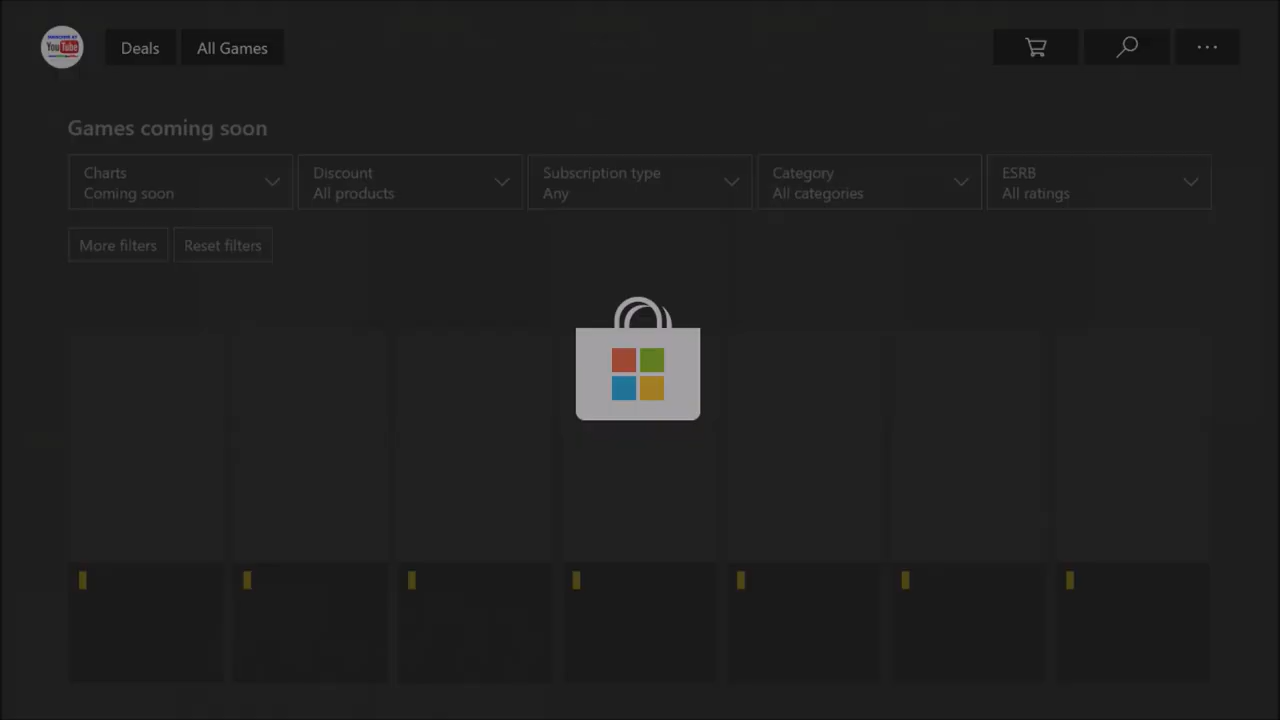 YouTube
Deals
All Games
Games coming soon
Charts
Coming soon
Discount
All products
Subscription type
Any
Category
All categories
ESRB
All ratings
More filters
Reset filters